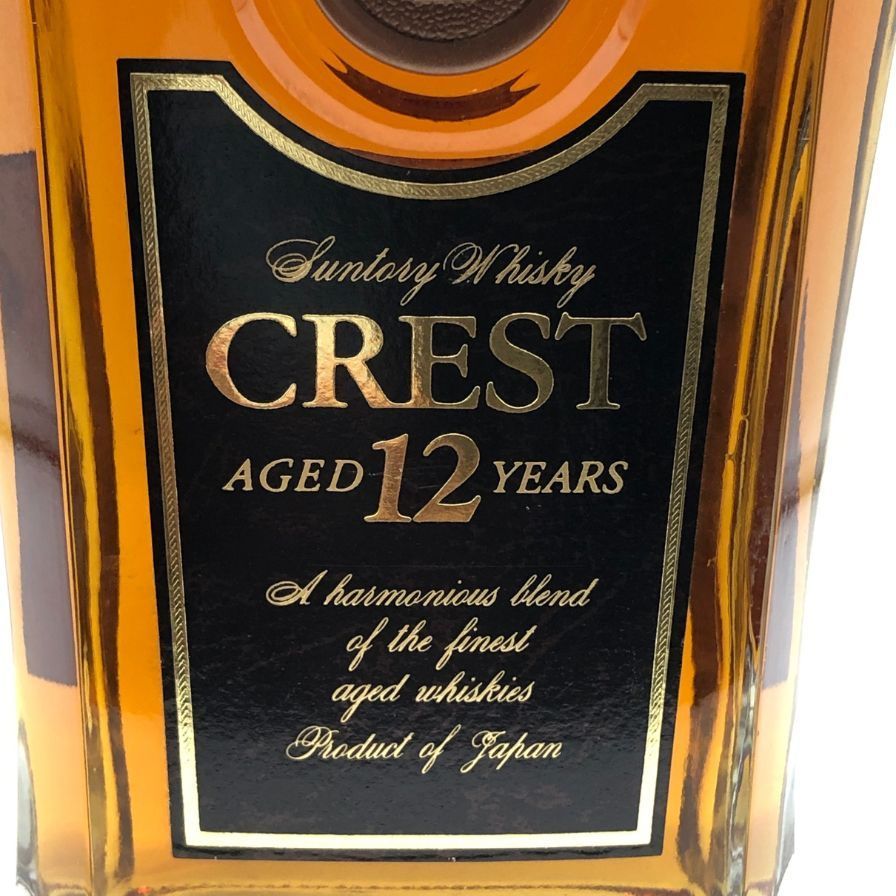 Suntory Whisky
CREST
AGED 12 YEARS
A harmonious blend
of the finest
aged whiskies
Product of Japan